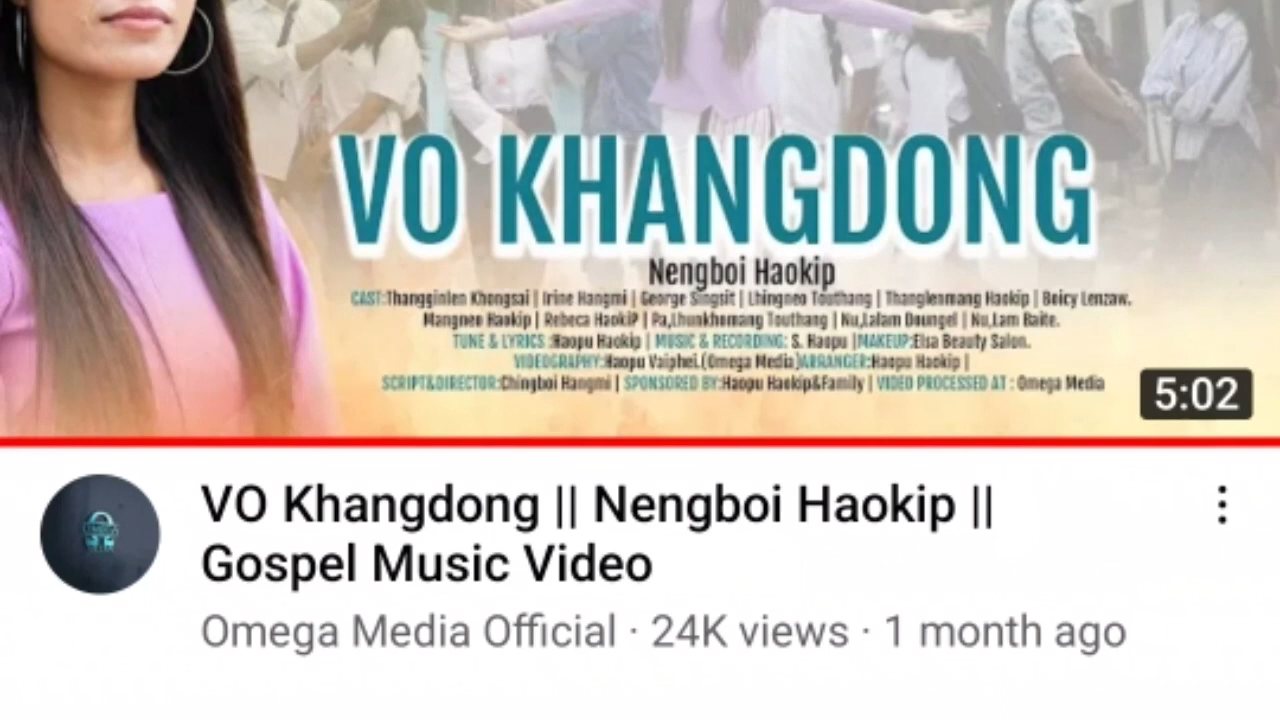 VO KHANGDONG
Nengboi Haokip
CAST:Thangginlen Khongsai | Irine Hangmi | George Singsit | Lhingneo Touthang | Thanglenmang Haokip | Boicy Lenzaw.
Mangneo Haokip | Rebeca HaokiP | Pa,Lhunkhomang Touthang | Nu,Lalam Doungel | Nu,Lam Baite.
TUNE & LYRICS :Haopu Haokip | MUSIC & RECORDING: S. Haopu |MAKEUP:Elsa Beauty Salon.
VIDEOGRAPHY:Haopu Vaiphei.(Omega Media)ARRANGER:Haopu Haokip |
SCRIPT&DIRECTOR:Chingboi Hangmi | SPONSORED BY:Haopu Haokip&Family | VIDEO PROCESSED AT : Omega Media
5:02
VO Khangdong || Nengboi Haokip ||
Gospel Music Video
Omega Media Official · 24K views · 1 month ago